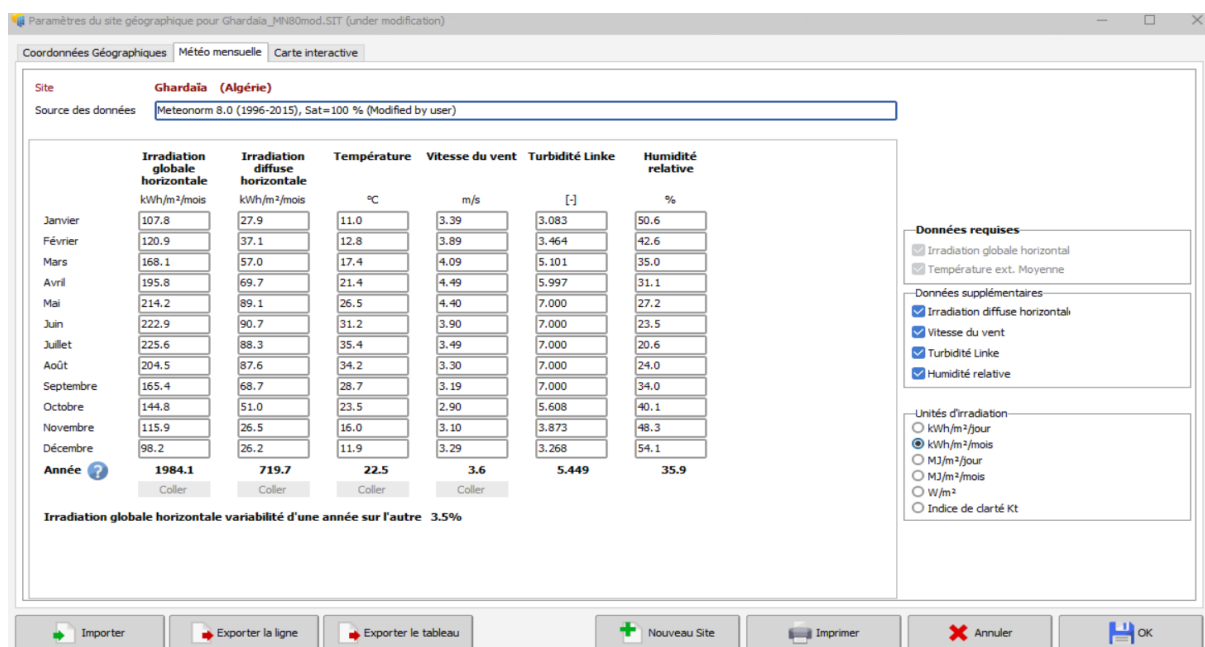 Paramètres du site géographique pour Ghardaïa_MN80mod.SIT (under modification)
Coordonnées Géographiques Météo mensuelle Carte interactive
Site Ghardaïa (Algérie)
Source des données Meteonorm 8.0 (1996-2015), Sat=100 % (Modified by user)
Irradiation globale horizontale Irradiation diffuse horizontale Température Vitesse du vent Turbidité Linke Humidité relative
kWh/m²/mois kWh/m²/mois °C m/s [-] %
Janvier 107.8 27.9 11.0 3.39 3.083 50.6
Février 120.9 37.1 12.8 3.89 3.464 42.6
Mars 168.1 57.0 17.4 4.09 5.101 35.0
Avril 195.8 69.7 21.4 4.49 5.997 31.1
Mai 214.2 89.1 26.5 4.40 7.000 27.2
Juin 222.9 90.7 31.2 3.90 7.000 23.5
Juillet 225.6 88.3 35.4 3.49 7.000 20.6
Août 204.5 87.6 34.2 3.30 7.000 24.0
Septembre 165.4 68.7 28.7 3.19 7.000 34.0
Octobre 144.8 51.0 23.5 2.90 5.608 40.1
Novembre 115.9 26.5 16.0 3.10 3.873 48.3
Décembre 98.2 26.2 11.9 3.29 3.268 54.1
Année ? 1984.1 719.7 22.5 3.6 5.449 35.9
Coller Coller Coller Coller
Irradiation globale horizontale variabilité d'une année sur l'autre 3.5%
Données requises
Irradiation globale horizontal
Température ext. Moyenne
Données supplémentaires
Irradiation diffuse horizontale
Vitesse du vent
Turbidité Linke
Humidité relative
Unités d'irradiation
kWh/m²/jour
kWh/m²/mois
MJ/m²/jour
MJ/m²/mois
W/m²
Indice de clarté Kt
Importer Exporter la ligne Exporter le tableau Nouveau Site Imprimer Annuler OK